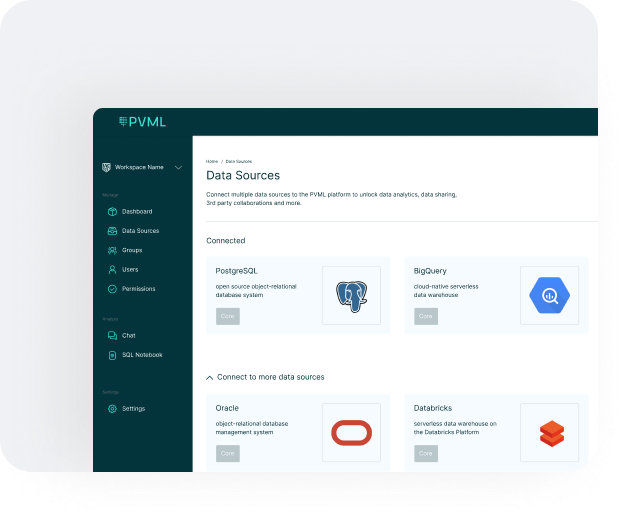 PVML
Workspace Name
Manage
Dashboard
Data Sources
Groups
Users
Permissions
Analyze
Chat
SQL Notebook
Settings
Settings
Home / Data Sources
Data Sources
Connect multiple data sources to the PVML platform to unlock data analytics, data sharing,
3rd party collaborations and more.
Connected
PostgreSQL
open source object-relational
database system
Core
BigQuery
cloud-native serverless
data warehouse
Core
Connect to more data sources
Oracle
object-relational database
management system
Core
Databricks
serverless data warehouse on
the Databricks Platform
Core